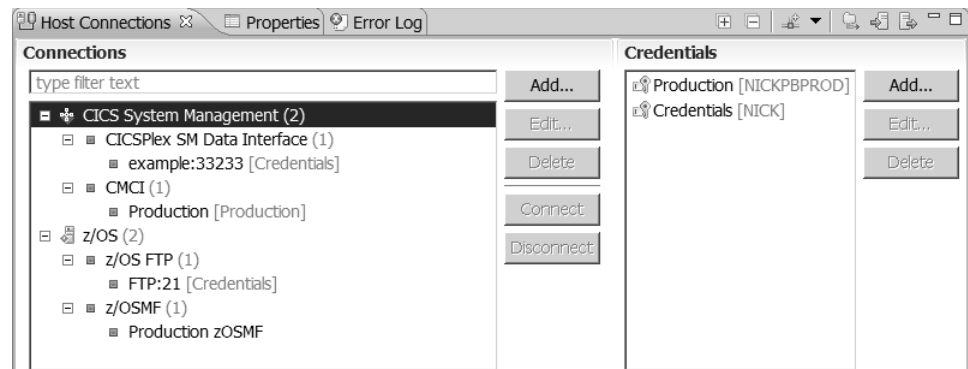 Host Connections Properties Error Log
Connections
type filter text
Add...
CICS System Management (2)
Edit...
CICSPlex SM Data Interface (1)
example:33233 [Credentials]
Delete
CMCI (1)
Production [Production]
Connect
z/OS (2)
Disconnect
z/OS FTP (1)
FTP:21 [Credentials]
z/OSMF (1)
Production zOSMF
Credentials
Production [NICKPBPROD]
Add...
Credentials [NICK]
Edit...
Delete